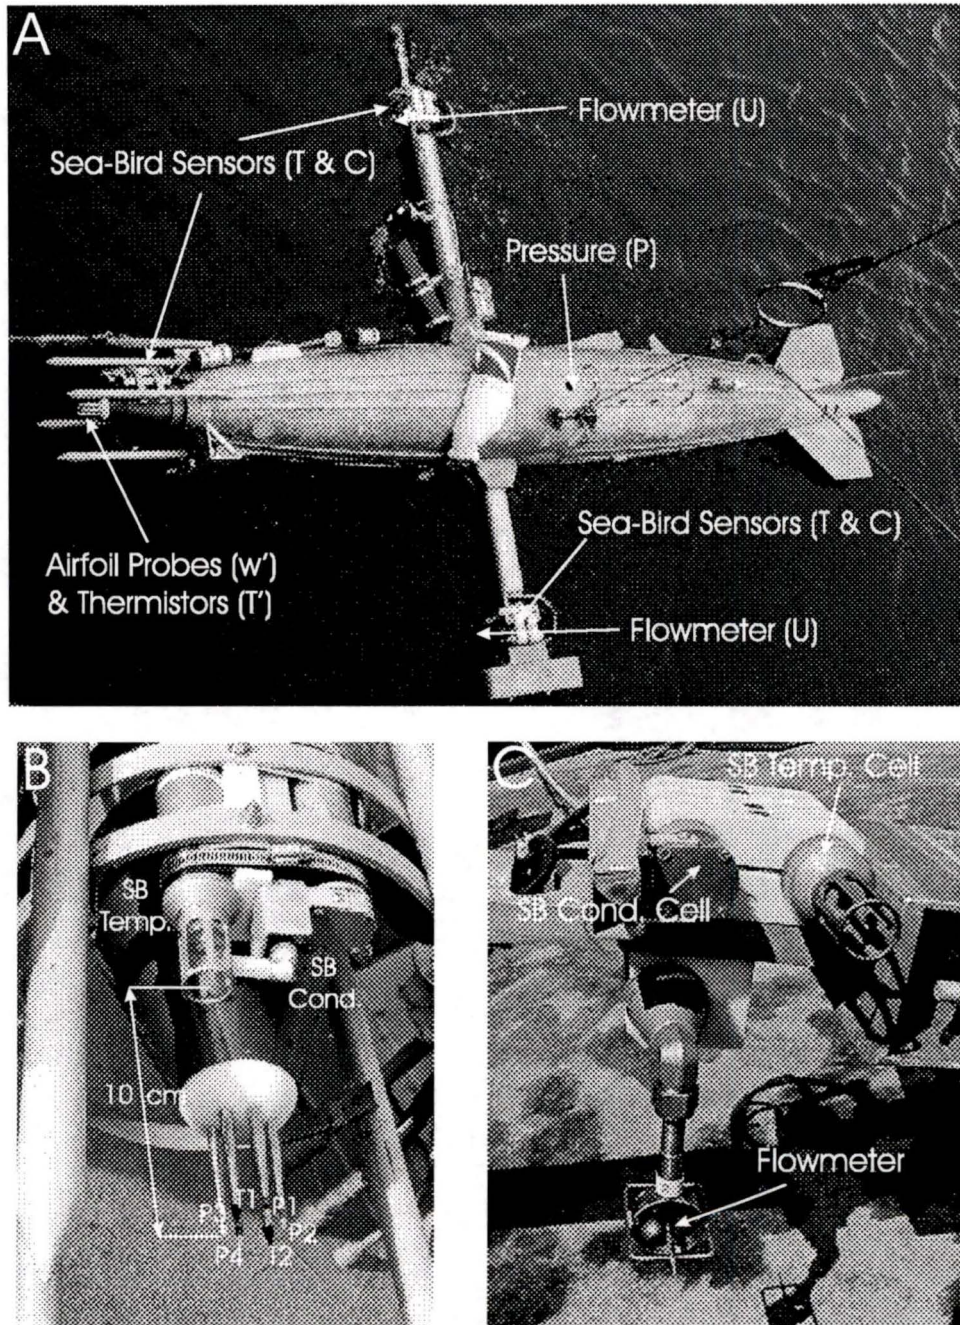 A
Flowmeter (U)
Sea-Bird Sensors (T & C)
Pressure (P)
Sea-Bird Sensors (T & C)
Airfoil Probes (w')
& Thermistors (T')
Flowmeter (U)
B
SB
Temp.
SB
Cond.
10 cm
T1
P3
P1
P2
P4
T2
C
SB Temp. Cell
SB Cond. Cell
Flowmeter